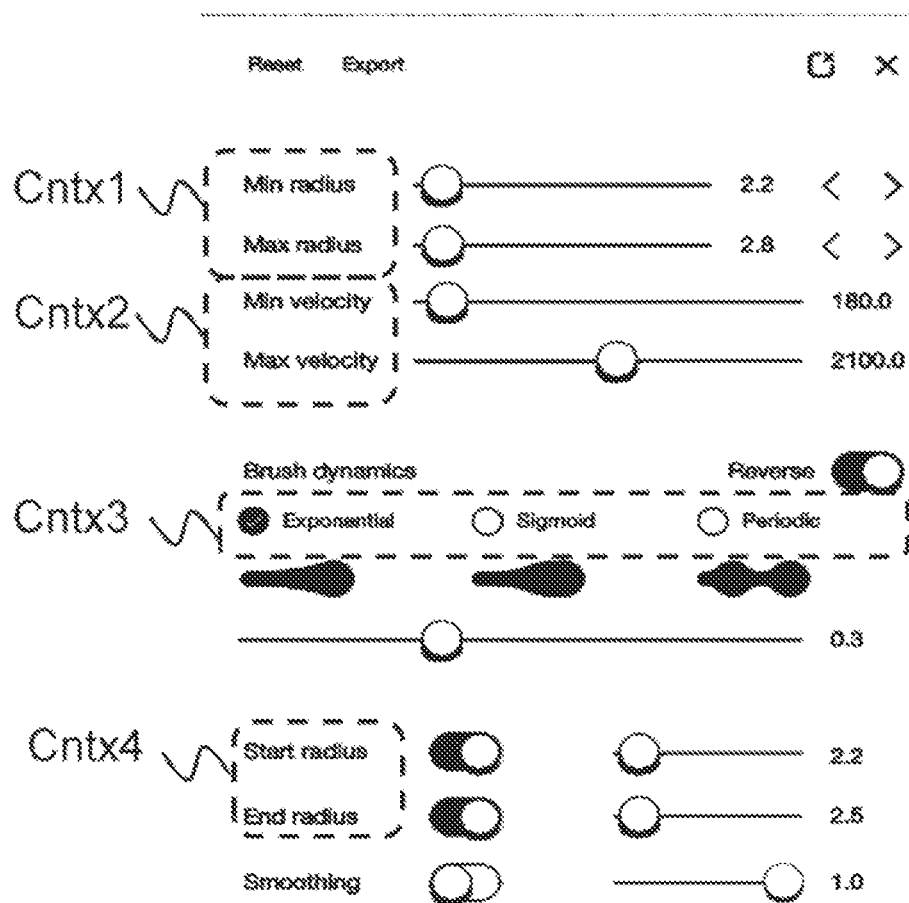 Reset Export
Cntx1
Min radius 2.2
Max radius 2.8
Cntx2
Min velocity 180.0
Max velocity 2100.0
Brush dynamics Reverse
Cntx3
Exponential Sigmoid Periodic
0.3
Cntx4
Start radius 2.2
End radius 2.5
Smoothing 1.0